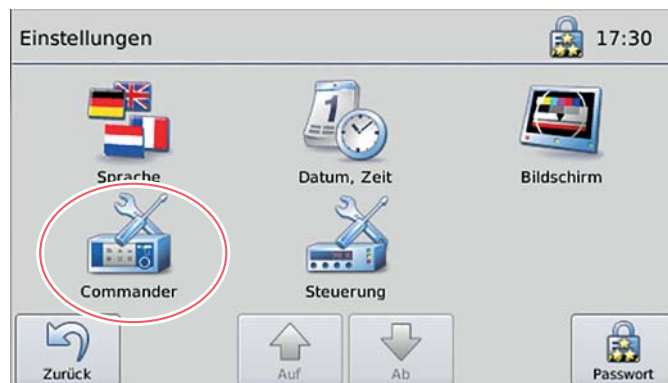 Einstellungen 17:30
Sprache Datum, Zeit Bildschirm
Commander Steuerung
Zurück Auf Ab Passwort